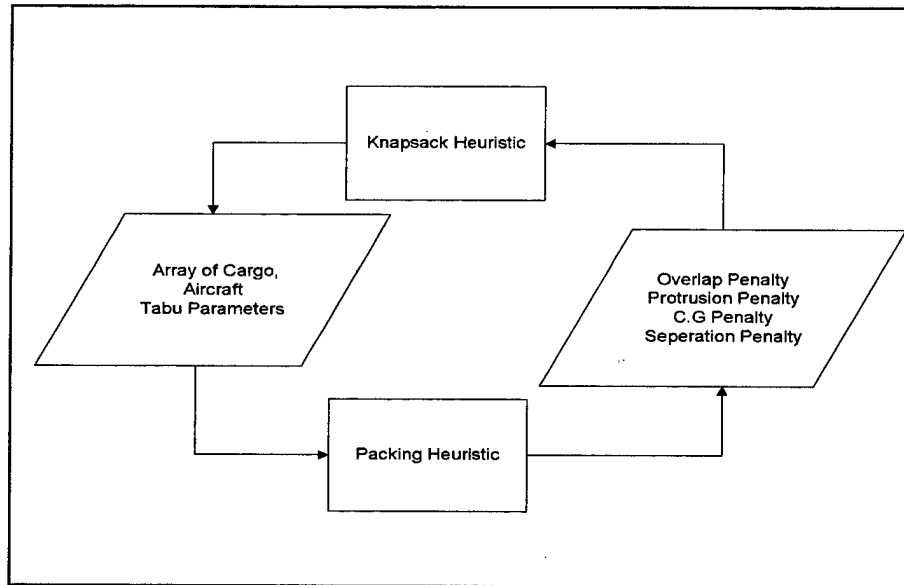 Knapsack Heuristic
Array of Cargo,
Aircraft
Tabu Parameters
Overlap Penalty
Protrusion Penalty
C.G Penalty
Seperation Penalty
Packing Heuristic